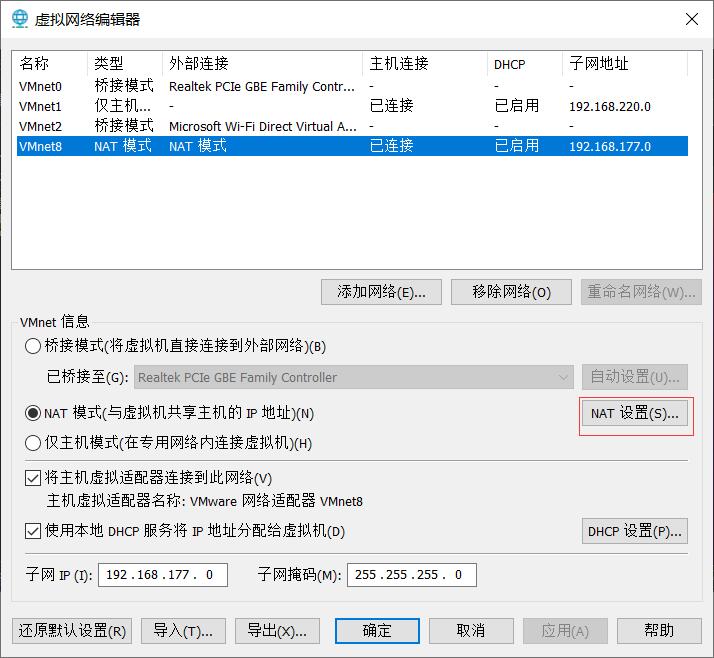 虚拟网络编辑器
名称 类型 外部连接 主机连接 DHCP 子网地址
VMnet0 桥接模式 Realtek PCIe GBE Family Contr... - - -
VMnet1 仅主机... - 已连接 已启用 192.168.220.0
VMnet2 桥接模式 Microsoft Wi-Fi Direct Virtual A... - - -
VMnet8 NAT 模式 NAT 模式 已连接 已启用 192.168.177.0
添加网络(E)... 移除网络(O) 重命名网络(W)...
VMnet 信息
桥接模式(将虚拟机直接连接到外部网络)(B)
已桥接至(G): Realtek PCIe GBE Family Controller 自动设置(U)...
NAT 模式(与虚拟机共享主机的 IP 地址)(N) NAT 设置(S)...
仅主机模式(在专用网络内连接虚拟机)(H)
将主机虚拟适配器连接到此网络(V)
主机虚拟适配器名称: VMware 网络适配器 VMnet8
使用本地 DHCP 服务将 IP 地址分配给虚拟机(D) DHCP 设置(P)...
子网 IP (I): 192.168.177. 0 子网掩码(M): 255.255.255. 0
还原默认设置(R) 导入(T)... 导出(X)... 确定 取消 应用(A) 帮助